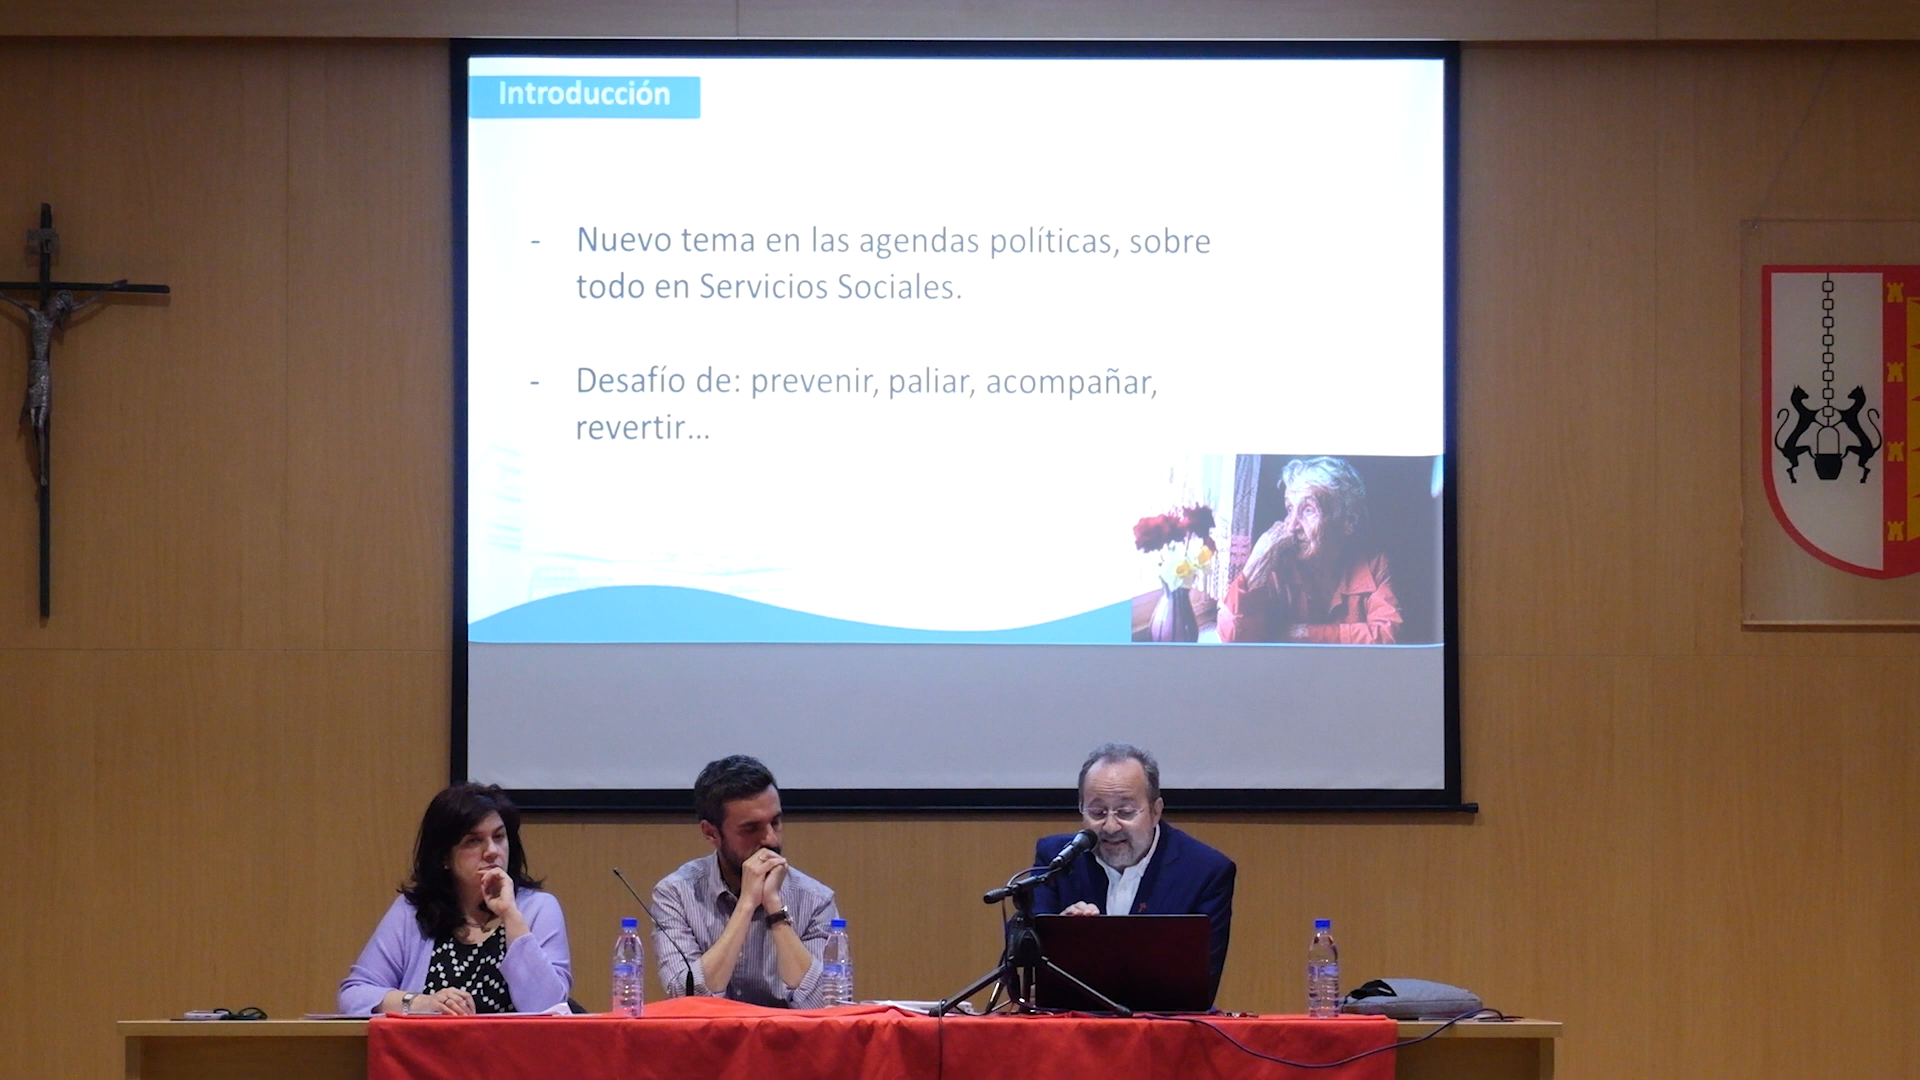 Introducción
- Nuevo tema en las agendas políticas, sobre
todo en Servicios Sociales.
- Desafío de: prevenir, paliar, acompañar,
revertir...